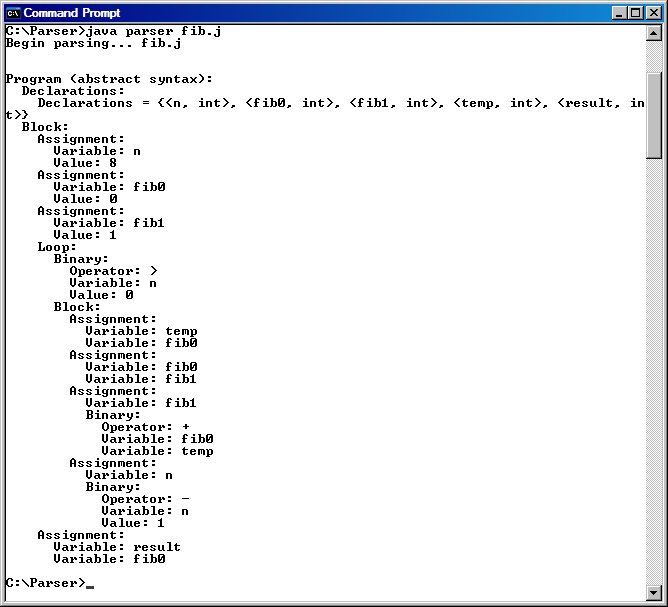 Command Prompt
C:\Parser>java parser fib.j
Begin parsing... fib.j
Program (abstract syntax):
Declarations:
Declarations = {<n, int>, <fib0, int>, <fib1, int>, <temp, int>, <result, in
t>}
Block:
Assignment:
Variable: n
Value: 8
Assignment:
Variable: fib0
Value: 0
Assignment:
Variable: fib1
Value: 1
Loop:
Binary:
Operator: >
Variable: n
Value: 0
Block:
Assignment:
Variable: temp
Variable: fib0
Assignment:
Variable: fib0
Variable: fib1
Assignment:
Variable: fib1
Binary:
Operator: +
Variable: fib0
Variable: temp
Assignment:
Variable: n
Binary:
Operator: -
Variable: n
Value: 1
Assignment:
Variable: result
Variable: fib0
C:\Parser>_